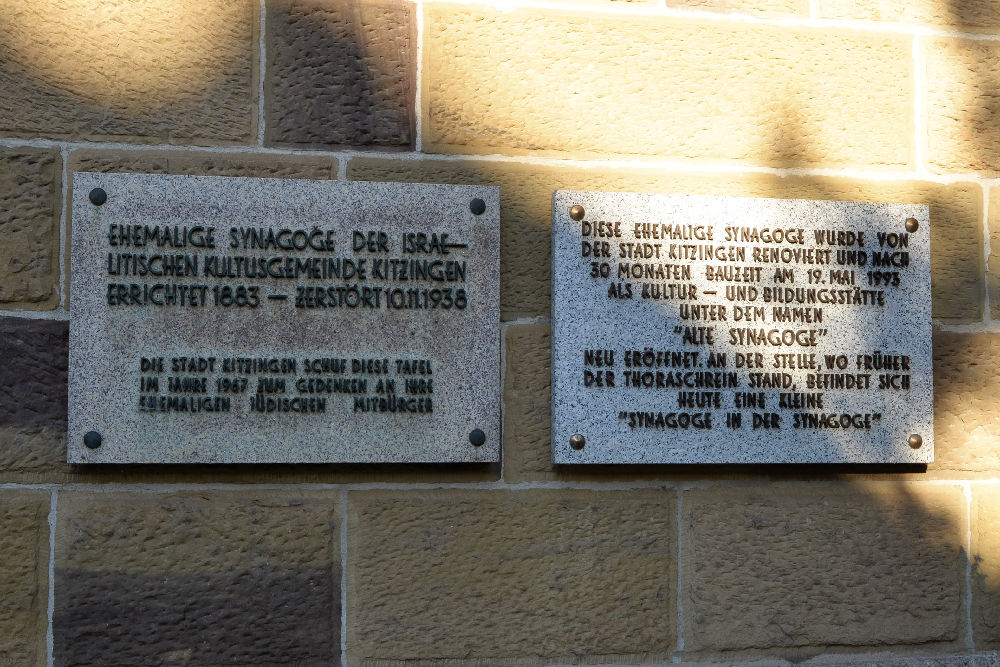 EHEMALIGE SYNAGOGE DER ISRAE—
LITISCHEN KULTUSGEMEINDE KITZINGEN
ERRICHTET 1883 — ZERSTÖRT 10.11.1938
DIE STADT KITZINGEN SCHUF DIESE TAFEL
IM JAHRE 1967 ZUM GEDENKEN AN IHRE
EHEMALIGEN JÜDISCHEN MITBÜRGER
DIESE EHEMALIGE SYNAGOGE WURDE VON
DER STADT KITZINGEN RENOVIERT UND NACH
30 MONATEN BAUZEIT AM 19. MAI 1993
ALS KULTUR — UND BILDUNGSSTÄTTE
UNTER DEM NAMEN
"ALTE SYNAGOGE"
NEU ERÖFFNET. AN DER STELLE, WO FRÜHER
DER THORASCHREIN STAND, BEFINDET SICH
HEUTE EINE KLEINE
"SYNAGOGE IN DER SYNAGOGE"